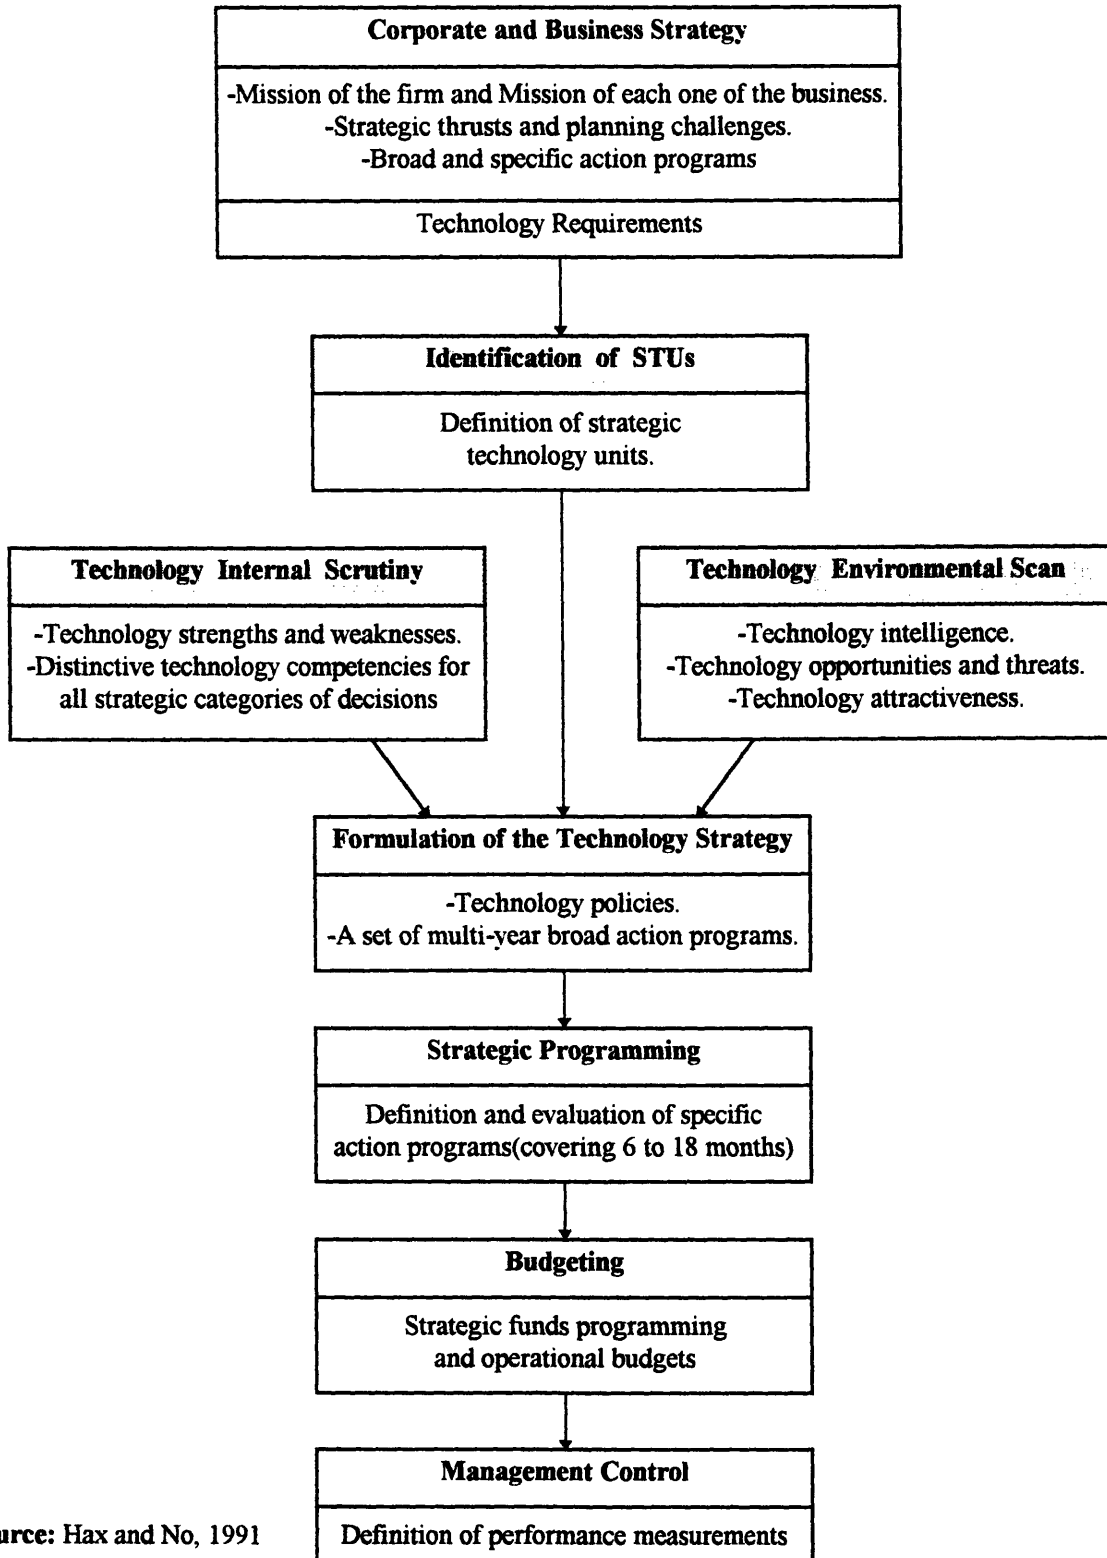 Corporate and Business Strategy
-Mission of the firm and Mission of each one of the business.
-Strategic thrusts and planning challenges.
-Broad and specific action programs
Technology Requirements
Identification of STUs
Definition of strategic
technology units.
Technology Internal Scrutiny
-Technology strengths and weaknesses.
-Distinctive technology competencies for
all strategic categories of decisions
Technology Environmental Scan
-Technology intelligence.
-Technology opportunities and threats.
-Technology attractiveness.
Formulation of the Technology Strategy
-Technology policies.
-A set of multi-year broad action programs.
Strategic Programming
Definition and evaluation of specific
action programs(covering 6 to 18 months)
Budgeting
Strategic funds programming
and operational budgets
Management Control
Definition of performance measurements
urce: Hax and No, 1991